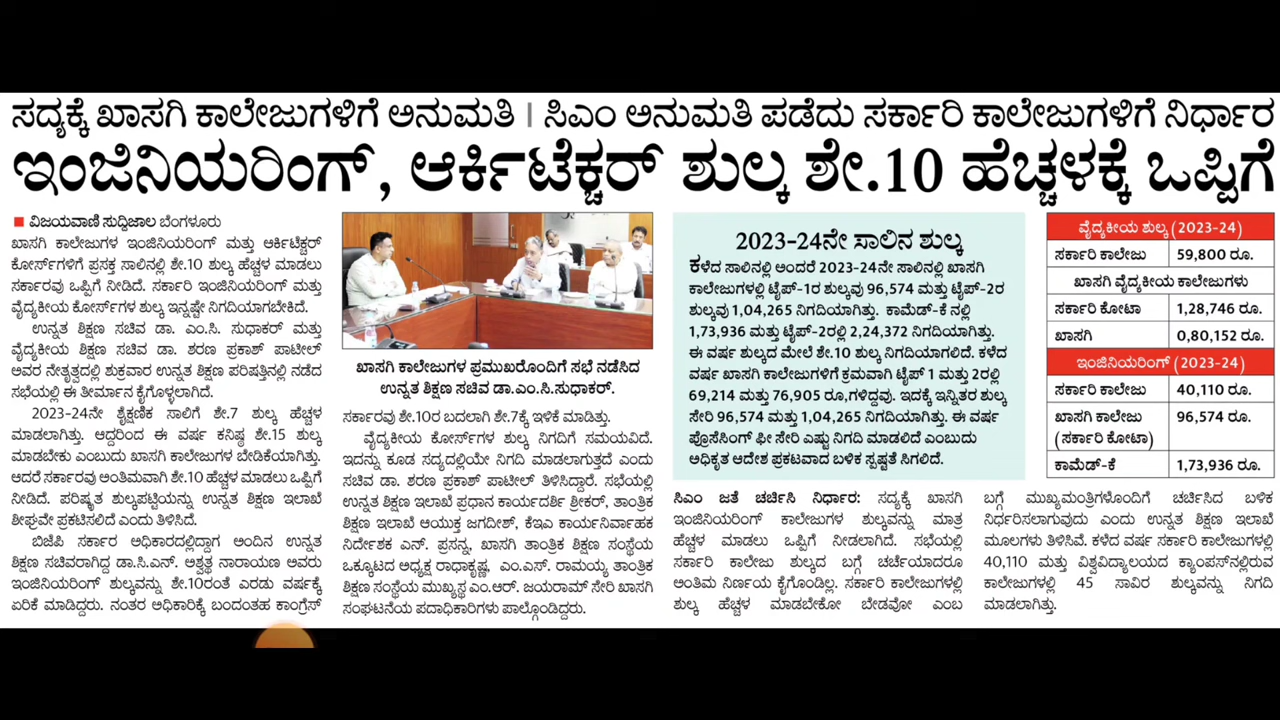 ಸದ್ಯಕ್ಕೆ ಖಾಸಗಿ ಕಾಲೇಜುಗಳಿಗೆ ಅನುಮತಿ | ಸಿಎಂ ಅನುಮತಿ ಪಡೆದು ಸರ್ಕಾರಿ ಕಾಲೇಜುಗಳಿಗೆ ನಿರ್ಧಾರ
ಇಂಜಿನಿಯರಿಂಗ್, ಆರ್ಕಿಟೆಕ್ಚರ್ ಶುಲ್ಕ ಶೇ.10 ಹೆಚ್ಚಳಕ್ಕೆ ಒಪ್ಪಿಗೆ
ವಿಜಯವಾಣಿ ಸುದ್ದಿಜಾಲ ಬೆಂಗಳೂರು
ಖಾಸಗಿ ಕಾಲೇಜುಗಳ ಇಂಜಿನಿಯರಿಂಗ್ ಮತ್ತು ಆರ್ಕಿಟೆಕ್ಚರ್
ಕೋರ್ಸ್‌ಗಳಿಗೆ ಪ್ರಸಕ್ತ ಸಾಲಿನಲ್ಲಿ ಶೇ.10 ಶುಲ್ಕ ಹೆಚ್ಚಳ ಮಾಡಲು
ಸರ್ಕಾರವು ಒಪ್ಪಿಗೆ ನೀಡಿದೆ. ಸರ್ಕಾರಿ ಇಂಜಿನಿಯರಿಂಗ್ ಮತ್ತು
ವೈದ್ಯಕೀಯ ಕೋರ್ಸ್‌ಗಳ ಶುಲ್ಕ ಇನ್ನಷ್ಟೇ ನಿಗದಿಯಾಗಬೇಕಿದೆ.
ಉನ್ನತ ಶಿಕ್ಷಣ ಸಚಿವ ಡಾ. ಎಂ.ಸಿ. ಸುಧಾಕರ್ ಮತ್ತು
ವೈದ್ಯಕೀಯ ಶಿಕ್ಷಣ ಸಚಿವ ಡಾ. ಶರಣ ಪ್ರಕಾಶ್ ಪಾಟೀಲ್
ಅವರ ನೇತೃತ್ವದಲ್ಲಿ ಶುಕ್ರವಾರ ಉನ್ನತ ಶಿಕ್ಷಣ ಪರಿಷತ್ತಿನಲ್ಲಿ ನಡೆದ
ಸಭೆಯಲ್ಲಿ ಈ ತೀರ್ಮಾನ ಕೈಗೊಳ್ಳಲಾಗಿದೆ.
2023-24ನೇ ಶೈಕ್ಷಣಿಕ ಸಾಲಿಗೆ ಶೇ.7 ಶುಲ್ಕ ಹೆಚ್ಚಳ
ಮಾಡಲಾಗಿತ್ತು. ಆದ್ದರಿಂದ ಈ ವರ್ಷ ಕನಿಷ್ಠ ಶೇ.15 ಶುಲ್ಕ
ಮಾಡಬೇಕು ಎಂಬುದು ಖಾಸಗಿ ಕಾಲೇಜುಗಳ ಬೇಡಿಕೆಯಾಗಿತ್ತು.
ಆದರೆ ಸರ್ಕಾರವು ಅಂತಿಮವಾಗಿ ಶೇ.10 ಹೆಚ್ಚಳ ಮಾಡಲು ಒಪ್ಪಿಗೆ
ನೀಡಿದೆ. ಪರಿಷ್ಕೃತ ಶುಲ್ಕಪಟ್ಟಿಯನ್ನು ಉನ್ನತ ಶಿಕ್ಷಣ ಇಲಾಖೆ
ಶೀಘ್ರವೇ ಪ್ರಕಟಿಸಲಿದೆ ಎಂದು ತಿಳಿಸಿದೆ.
ಬಿಜೆಪಿ ಸರ್ಕಾರ ಅಧಿಕಾರದಲ್ಲಿದ್ದಾಗ ಅಂದಿನ ಉನ್ನತ
ಶಿಕ್ಷಣ ಸಚಿವರಾಗಿದ್ದ ಡಾ.ಸಿ.ಎನ್. ಅಶ್ವತ್ಥ ನಾರಾಯಣ ಅವರು
ಇಂಜಿನಿಯರಿಂಗ್ ಶುಲ್ಕವನ್ನು ಶೇ.10ರಂತೆ ಎರಡು ವರ್ಷಕ್ಕೆ
ಏರಿಕೆ ಮಾಡಿದ್ದರು. ನಂತರ ಅಧಿಕಾರಿಕ್ಕೆ ಬಂದಂತಹ ಕಾಂಗ್ರೆಸ್
ಖಾಸಗಿ ಕಾಲೇಜುಗಳ ಪ್ರಮುಖರೊಂದಿಗೆ ಸಭೆ ನಡೆಸಿದ
ಉನ್ನತ ಶಿಕ್ಷಣ ಸಚಿವ ಡಾ.ಎಂ.ಸಿ.ಸುಧಾಕರ್.
ಸರ್ಕಾರವು ಶೇ.10ರ ಬದಲಾಗಿ ಶೇ.7ಕ್ಕೆ ಇಳಿಕೆ ಮಾಡಿತ್ತು.
ವೈದ್ಯಕೀಯ ಕೋರ್ಸ್‌ಗಳ ಶುಲ್ಕ ನಿಗದಿಗೆ ಸಮಯವಿದೆ.
ಇದನ್ನು ಕೂಡ ಸದ್ಯದಲ್ಲಿಯೇ ನಿಗದಿ ಮಾಡಲಾಗುತ್ತದೆ ಎಂದು
ಸಚಿವ ಡಾ. ಶರಣ ಪ್ರಕಾಶ್ ಪಾಟೀಲ್ ತಿಳಿಸಿದ್ದಾರೆ. ಸಭೆಯಲ್ಲಿ
ಉನ್ನತ ಶಿಕ್ಷಣ ಇಲಾಖೆ ಪ್ರಧಾನ ಕಾರ್ಯದರ್ಶಿ ಶ್ರೀಕರ್, ತಾಂತ್ರಿಕ
ಶಿಕ್ಷಣ ಇಲಾಖೆ ಆಯುಕ್ತ ಜಗದೀಶ್, ಕೆಇಎ ಕಾರ್ಯನಿರ್ವಾಹಕ
ನಿರ್ದೇಶಕ ಎಸ್. ಪ್ರಸನ್ನ, ಖಾಸಗಿ ತಾಂತ್ರಿಕ ಶಿಕ್ಷಣ ಸಂಸ್ಥೆಯ
ಒಕ್ಕೂಟದ ಅಧ್ಯಕ್ಷ ರಾಧಾಕೃಷ್ಣ, ಎಂ.ಎಸ್. ರಾಮಯ್ಯ ತಾಂತ್ರಿಕ
ಶಿಕ್ಷಣ ಸಂಸ್ಥೆಯ ಮುಖ್ಯಸ್ಥ ಎಂ.ಆರ್. ಜಯರಾಮ್ ಸೇರಿ ಖಾಸಗಿ
ಸಂಘಟನೆಯ ಪದಾಧಿಕಾರಿಗಳು ಪಾಲ್ಗೊಂಡಿದ್ದರು.
2023-24ನೇ ಸಾಲಿನ ಶುಲ್ಕ
ಕಳೆದ ಸಾಲಿನಲ್ಲಿ ಅಂದರೆ 2023-24ನೇ ಸಾಲಿನಲ್ಲಿ ಖಾಸಗಿ
ಕಾಲೇಜುಗಳಲ್ಲಿ ಟೈಪ್-1ರ ಶುಲ್ಕವು 96,574 ಮತ್ತು ಟೈಪ್-2ರ
ಶುಲ್ಕವು 1,04,265 ನಿಗದಿಯಾಗಿತ್ತು. ಕಾಮೆಡ್-ಕೆ ನಲ್ಲಿ
1,73,936 ಮತ್ತು ಟೈಪ್-2ರಲ್ಲಿ 2,24,372 ನಿಗದಿಯಾಗಿತ್ತು.
ಈ ವರ್ಷ ಶುಲ್ಕದ ಮೇಲೆ ಶೇ.10 ಶುಲ್ಕ ನಿಗದಿಯಾಗಲಿದೆ. ಕಳೆದ
ವರ್ಷ ಖಾಸಗಿ ಕಾಲೇಜುಗಳಿಗೆ ಕ್ರಮವಾಗಿ ಟೈಪ್ 1 ಮತ್ತು 2ರಲ್ಲಿ
69,214 ಮತ್ತು 76,905 ರೂ.ಗಳಿದ್ದವು. ಇದಕ್ಕೆ ಇನ್ನಿತರ ಶುಲ್ಕ
ಸೇರಿ 96,574 ಮತ್ತು 1,04,265 ನಿಗದಿಯಾಗಿತ್ತು. ಈ ವರ್ಷ
ಪ್ರೊಸೆಸಿಂಗ್ ಫೀ ಸೇರಿ ಎಷ್ಟು ನಿಗದಿ ಮಾಡಲಿದೆ ಎಂಬುದು
ಅಧಿಕೃತ ಆದೇಶ ಪ್ರಕಟವಾದ ಬಳಿಕ ಸ್ಪಷ್ಟತೆ ಸಿಗಲಿದೆ.
ವೈದ್ಯಕೀಯ ಶುಲ್ಕ (2023-24)
ಸರ್ಕಾರಿ ಕಾಲೇಜು 59,800 ರೂ.
ಖಾಸಗಿ ವೈದ್ಯಕೀಯ ಕಾಲೇಜುಗಳು
ಸರ್ಕಾರಿ ಕೋಟಾ 1,28,746 ರೂ.
ಖಾಸಗಿ 0,80,152 ರೂ.
ಇಂಜಿನಿಯರಿಂಗ್ (2023-24)
ಸರ್ಕಾರಿ ಕಾಲೇಜು 40,110 ರೂ.
ಖಾಸಗಿ ಕಾಲೇಜು 96,574 ರೂ.
(ಸರ್ಕಾರಿ ಕೋಟಾ)
ಕಾಮೆಡ್-ಕೆ 1,73,936 ರೂ.
ಸಿಎಂ ಜತೆ ಚರ್ಚಿಸಿ ನಿರ್ಧಾರ: ಸದ್ಯಕ್ಕೆ ಖಾಸಗಿ
ಇಂಜಿನಿಯರಿಂಗ್ ಕಾಲೇಜುಗಳ ಶುಲ್ಕವನ್ನು ಮಾತ್ರ
ಹೆಚ್ಚಳ ಮಾಡಲು ಒಪ್ಪಿಗೆ ನೀಡಲಾಗಿದೆ. ಸಭೆಯಲ್ಲಿ
ಸರ್ಕಾರಿ ಕಾಲೇಜು ಶುಲ್ಕದ ಬಗ್ಗೆ ಚರ್ಚೆಯಾದರೂ
ಅಂತಿಮ ನಿರ್ಣಯ ಕೈಗೊಂಡಿಲ್ಲ. ಸರ್ಕಾರಿ ಕಾಲೇಜುಗಳಲ್ಲಿ
ಶುಲ್ಕ ಹೆಚ್ಚಳ ಮಾಡಬೇಕೋ ಬೇಡವೋ ಎಂಬ
ಬಗ್ಗೆ ಮುಖ್ಯಮಂತ್ರಿಗಳೊಂದಿಗೆ ಚರ್ಚಿಸಿದ ಬಳಿಕ
ನಿರ್ಧರಿಸಲಾಗುವುದು ಎಂದು ಉನ್ನತ ಶಿಕ್ಷಣ ಇಲಾಖೆ
ಮೂಲಗಳು ತಿಳಿಸಿವೆ. ಕಳೆದ ವರ್ಷ ಸರ್ಕಾರಿ ಕಾಲೇಜುಗಳಲ್ಲಿ
40,110 ಮತ್ತು ವಿಶ್ವವಿದ್ಯಾಲಯದ ಕ್ಯಾಂಪಸ್‌ನಲ್ಲಿರುವ
ಕಾಲೇಜುಗಳಲ್ಲಿ 45 ಸಾವಿರ ಶುಲ್ಕವನ್ನು ನಿಗದಿ
ಮಾಡಲಾಗಿತ್ತು.